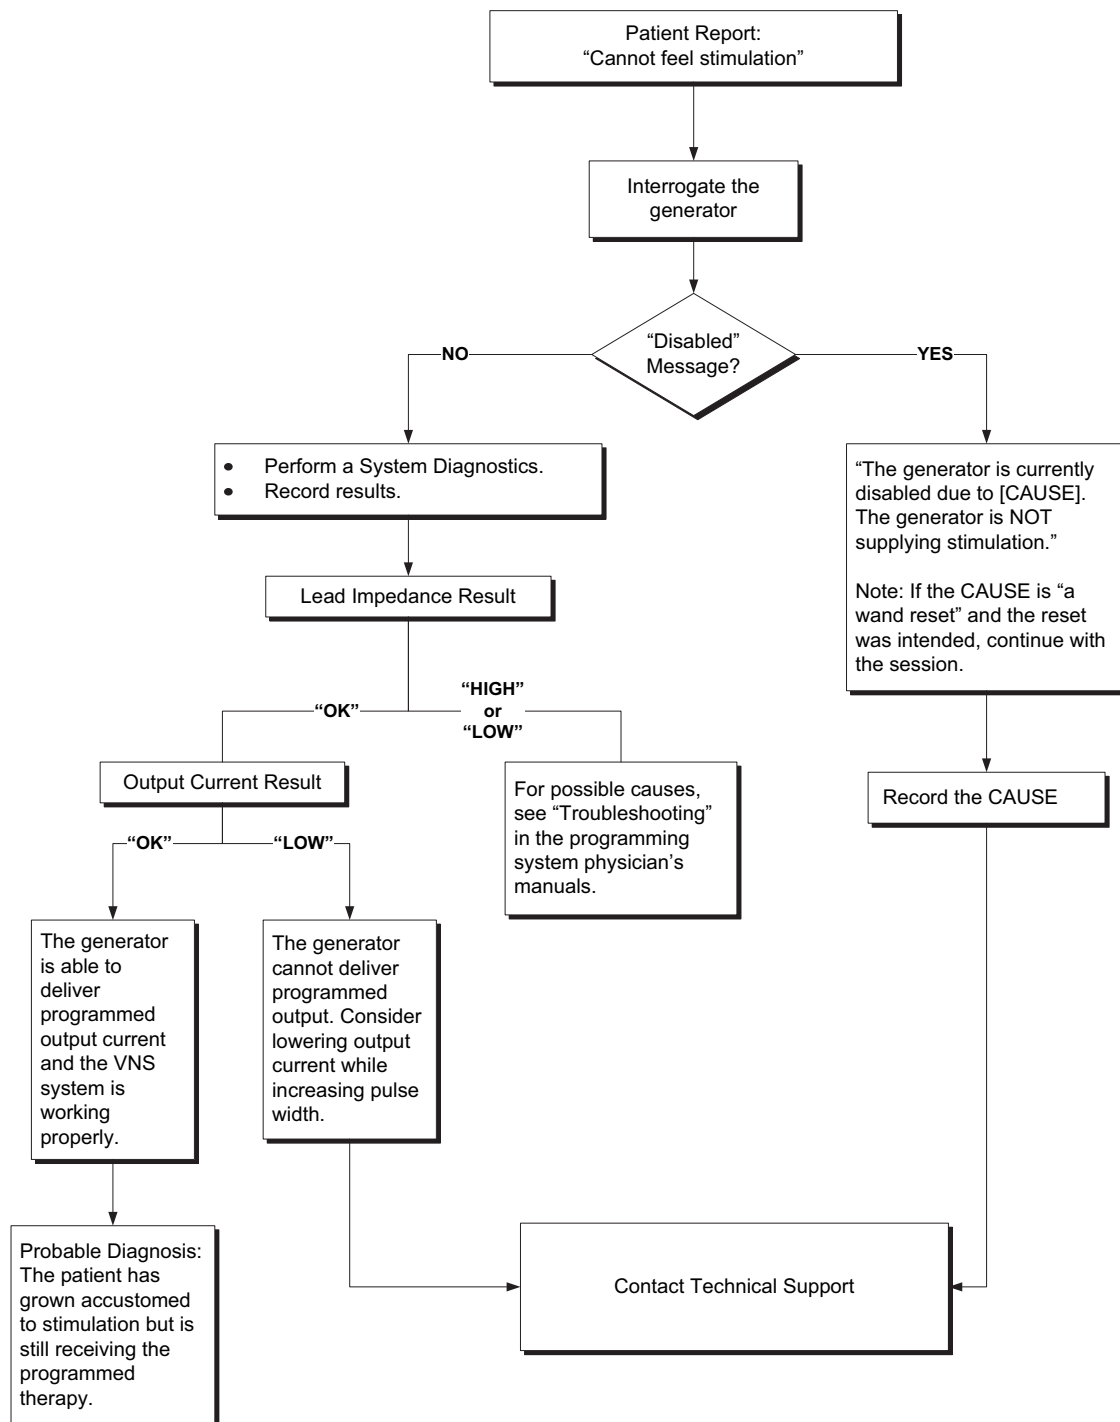 Patient Report:
“Cannot feel stimulation”
Interrogate the
generator
“Disabled”
Message?
NO
YES
• Perform a System Diagnostics.
• Record results.
“The generator is currently
disabled due to [CAUSE].
The generator is NOT
supplying stimulation.”
Note: If the CAUSE is “a
wand reset” and the reset
was intended, continue with
the session.
Lead Impedance Result
“OK”
“HIGH”
or
“LOW”
Output Current Result
For possible causes,
see “Troubleshooting”
in the programming
system physician’s
manuals.
Record the CAUSE
“OK”
“LOW”
The generator
is able to
deliver
programmed
output current
and the VNS
system is
working
properly.
The generator
cannot deliver
programmed
output. Consider
lowering output
current while
increasing pulse
width.
Probable Diagnosis:
The patient has
grown accustomed
to stimulation but is
still receiving the
programmed
therapy.
Contact Technical Support